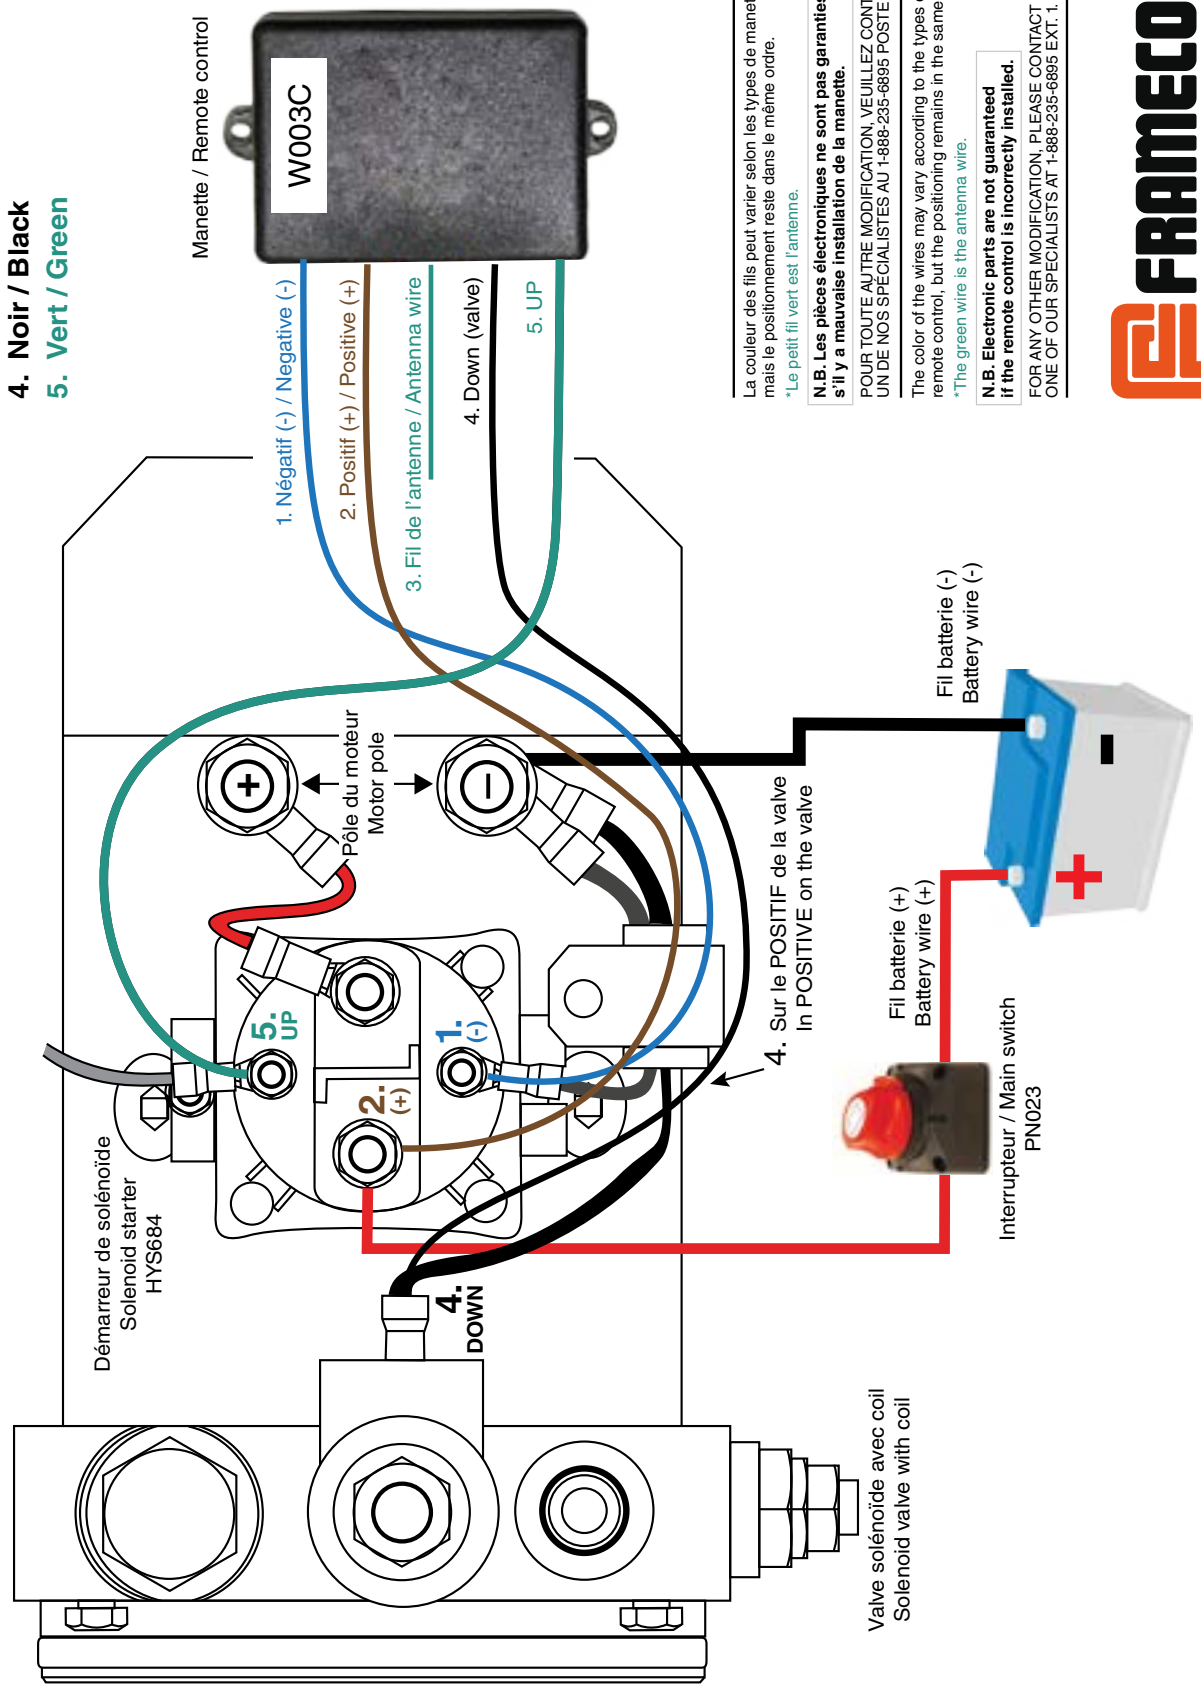 4. Noir / Black
5. Vert / Green
Manette / Remote control
W003C
1. Négatif (-) / Negative (-)
2. Positif (+) / Positive (+)
3. Fil de l'antenne / Antenna wire
4. Down (valve)
5. UP
La couleur des fils peut varier selon les types de
mais le positionnement reste dans le même ordre.
*Le petit fil vert est l'antenne.
N.B. Les pièces électroniques ne sont pas garanties
s'il y a mauvaise installation de la manette.
POUR TOUTE AUTRE MODIFICATION, VEUILLEZ
UN DE NOS SPÉCIALISTES AU 1-888-235-6895 POSTE
The color of the wires may vary according to the types
remote control, but the positioning remains in the same
*The green wire is the antenna wire.
N.B. Electronic parts are not guaranteed
if the remote control is incorrectly installed.
FOR ANY OTHER MODIFICATION, PLEASE CONTACT
ONE OF OUR SPECIALISTS AT 1-888-235-6895 EXT. 1.
FRAMECO
+
Pôle du moteur
Motor pole
−
5.
UP
1.
(-)
2.
(+)
Démarreur de solénoïde
Solenoid starter
HYS684
4. Sur le POSITIF de la valve
In POSITIVE on the valve
Fil batterie (-)
Battery wire (-)
Fil batterie (+)
Battery wire (+)
+
-
Interrupteur / Main switch
PN023
4.
DOWN
Valve solénoïde avec coil
Solenoid valve with coil